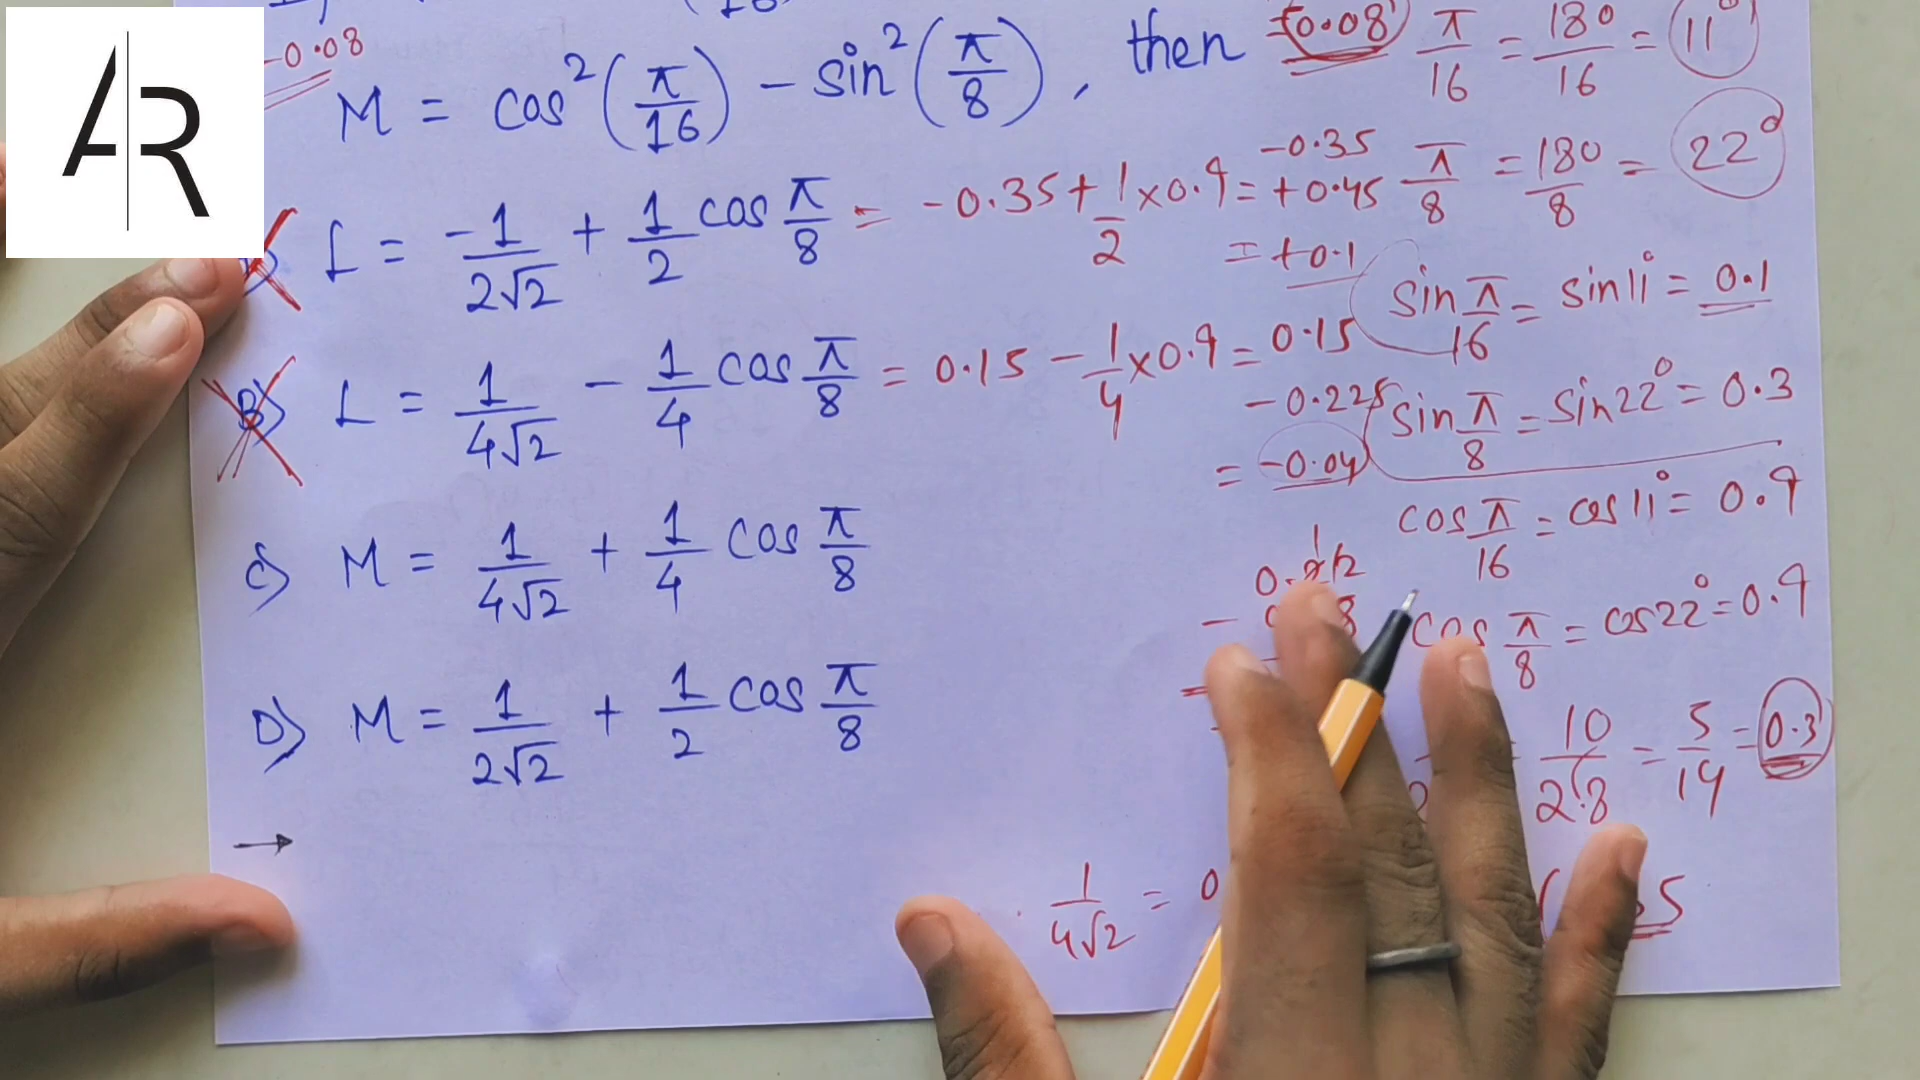 AR
-0.08
M = cos²(π/16) - sin²(π/8), then
=-0.08
π/16 = 180/16 = 11°
π/8 = 180/8 = 22°
L = -1/2√2 + 1/2 cos π/8 = -0.35 + 1/2 × 0.9 = -0.35 + 0.45
= +0.1
sin π/16 = sin 11° = 0.1
B) L = 1/4√2 - 1/4 cos π/8 = 0.15 - 1/4 × 0.9 = 0.15
-0.225
= -0.04
sin π/8 = sin 22° = 0.3
cos π/16 = cos 11° = 0.9
C) M = 1/4√2 + 1/4 cos π/8
cos π/8 = cos 22° = 0.9
D) M = 1/2√2 + 1/2 cos π/8
= 10/2.8 = 5/14 = 0.3
→
1/4√2 = 0